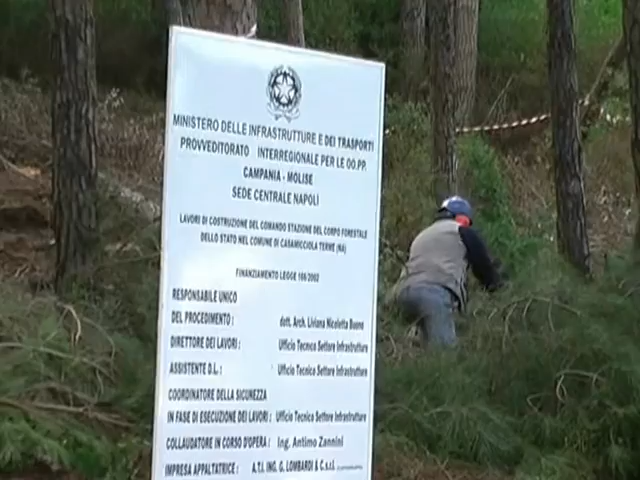 MINISTERO DELLE INFRASTRUTTURE E DEI TRASPORTI
PROVVEDITORATO INTERREGIONALE PER LE OO.PP.
CAMPANIA - MOLISE
SEDE CENTRALE NAPOLI
LAVORI DI COSTRUZIONE DEL COMANDO STAZIONE DEL CORPO FORESTALE
DELLO STATO NEL COMUNE DI CASAMICCIOLA TERME (NA)
FINANZIAMENTO LEGGE 166/2002
RESPONSABILE UNICO
DEL PROCEDIMENTO : dott. Arch. Liviana Nicoletta Buono
DIRETTORE DEI LAVORI : Ufficio Tecnico Settore Infrastrutture
ASSISTENTE D.L. : Ufficio Tecnico Settore Infrastrutture
COORDINATORE DELLA SICUREZZA
IN FASE DI ESECUZIONE DEI LAVORI : Ufficio Tecnico Settore Infrastrutture
COLLAUDATORE IN CORSO D'OPERA : Ing. Antimo Zannini
IMPRESA APPALTATRICE : A.T.I. ING. G. LOMBARDI & C. s.r.l.